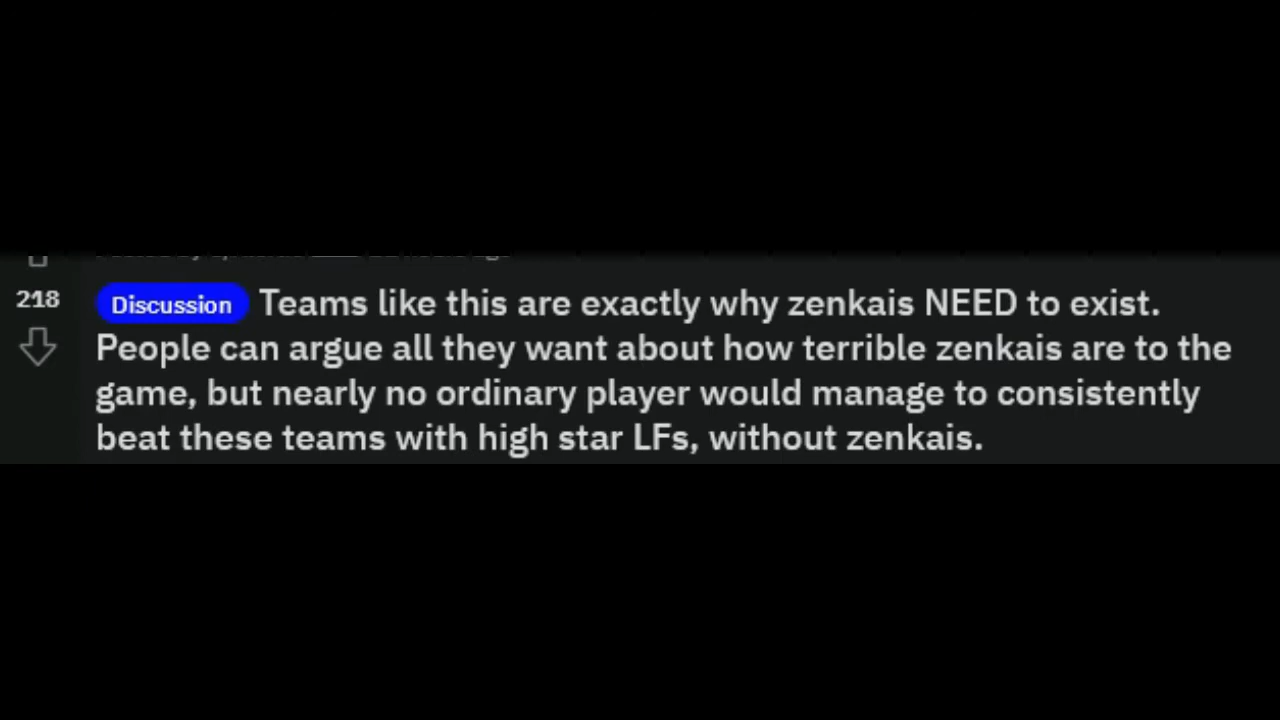 218
Discussion Teams like this are exactly why zenkais NEED to exist.
People can argue all they want about how terrible zenkais are to the
game, but nearly no ordinary player would manage to consistently
beat these teams with high star LFs, without zenkais.